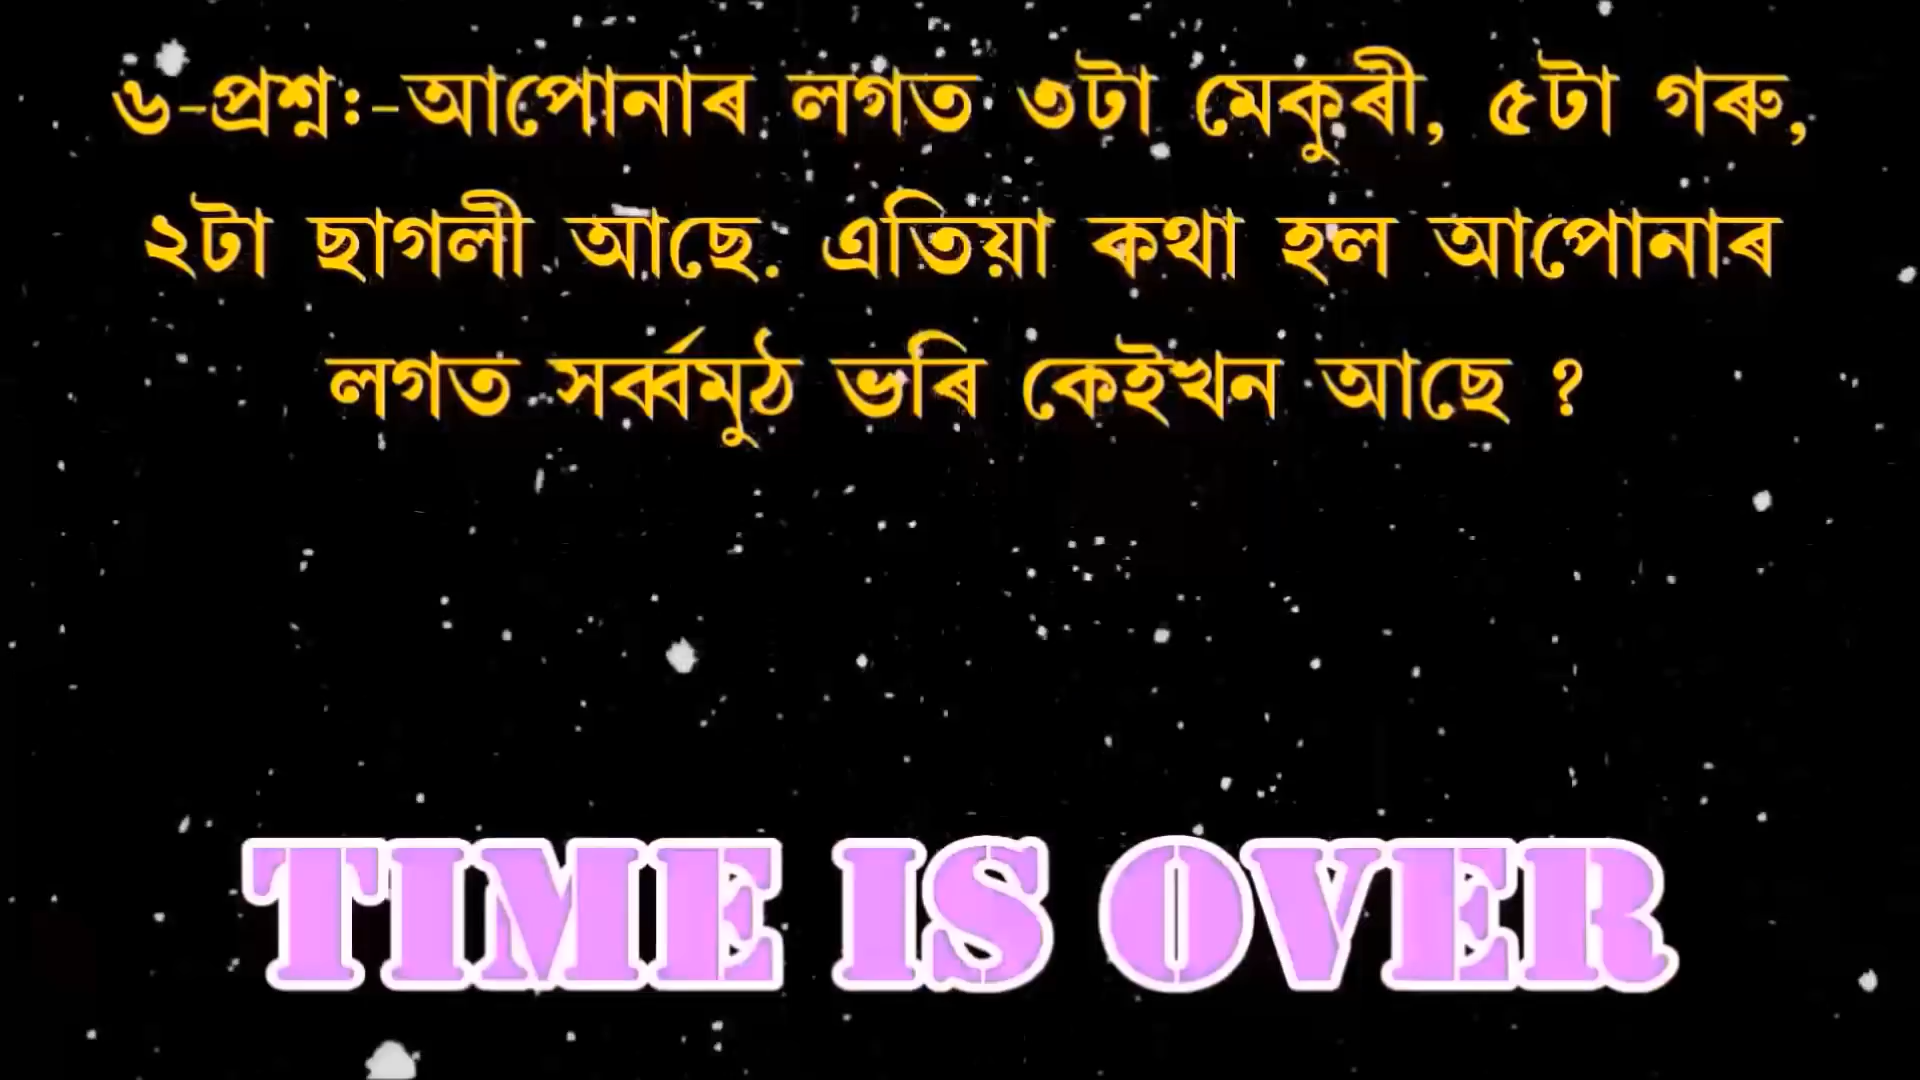 ৬-প্ৰশ্নঃ-আপোনাৰ লগত ৩টা মেকুৰী, ৫টা গৰু,
২টা ছাগলী আছে. এতিয়া কথা হল আপোনাৰ
লগত সৰ্ব্বমুঠ ভৰি কেইখন আছে ?
TIME IS OVER